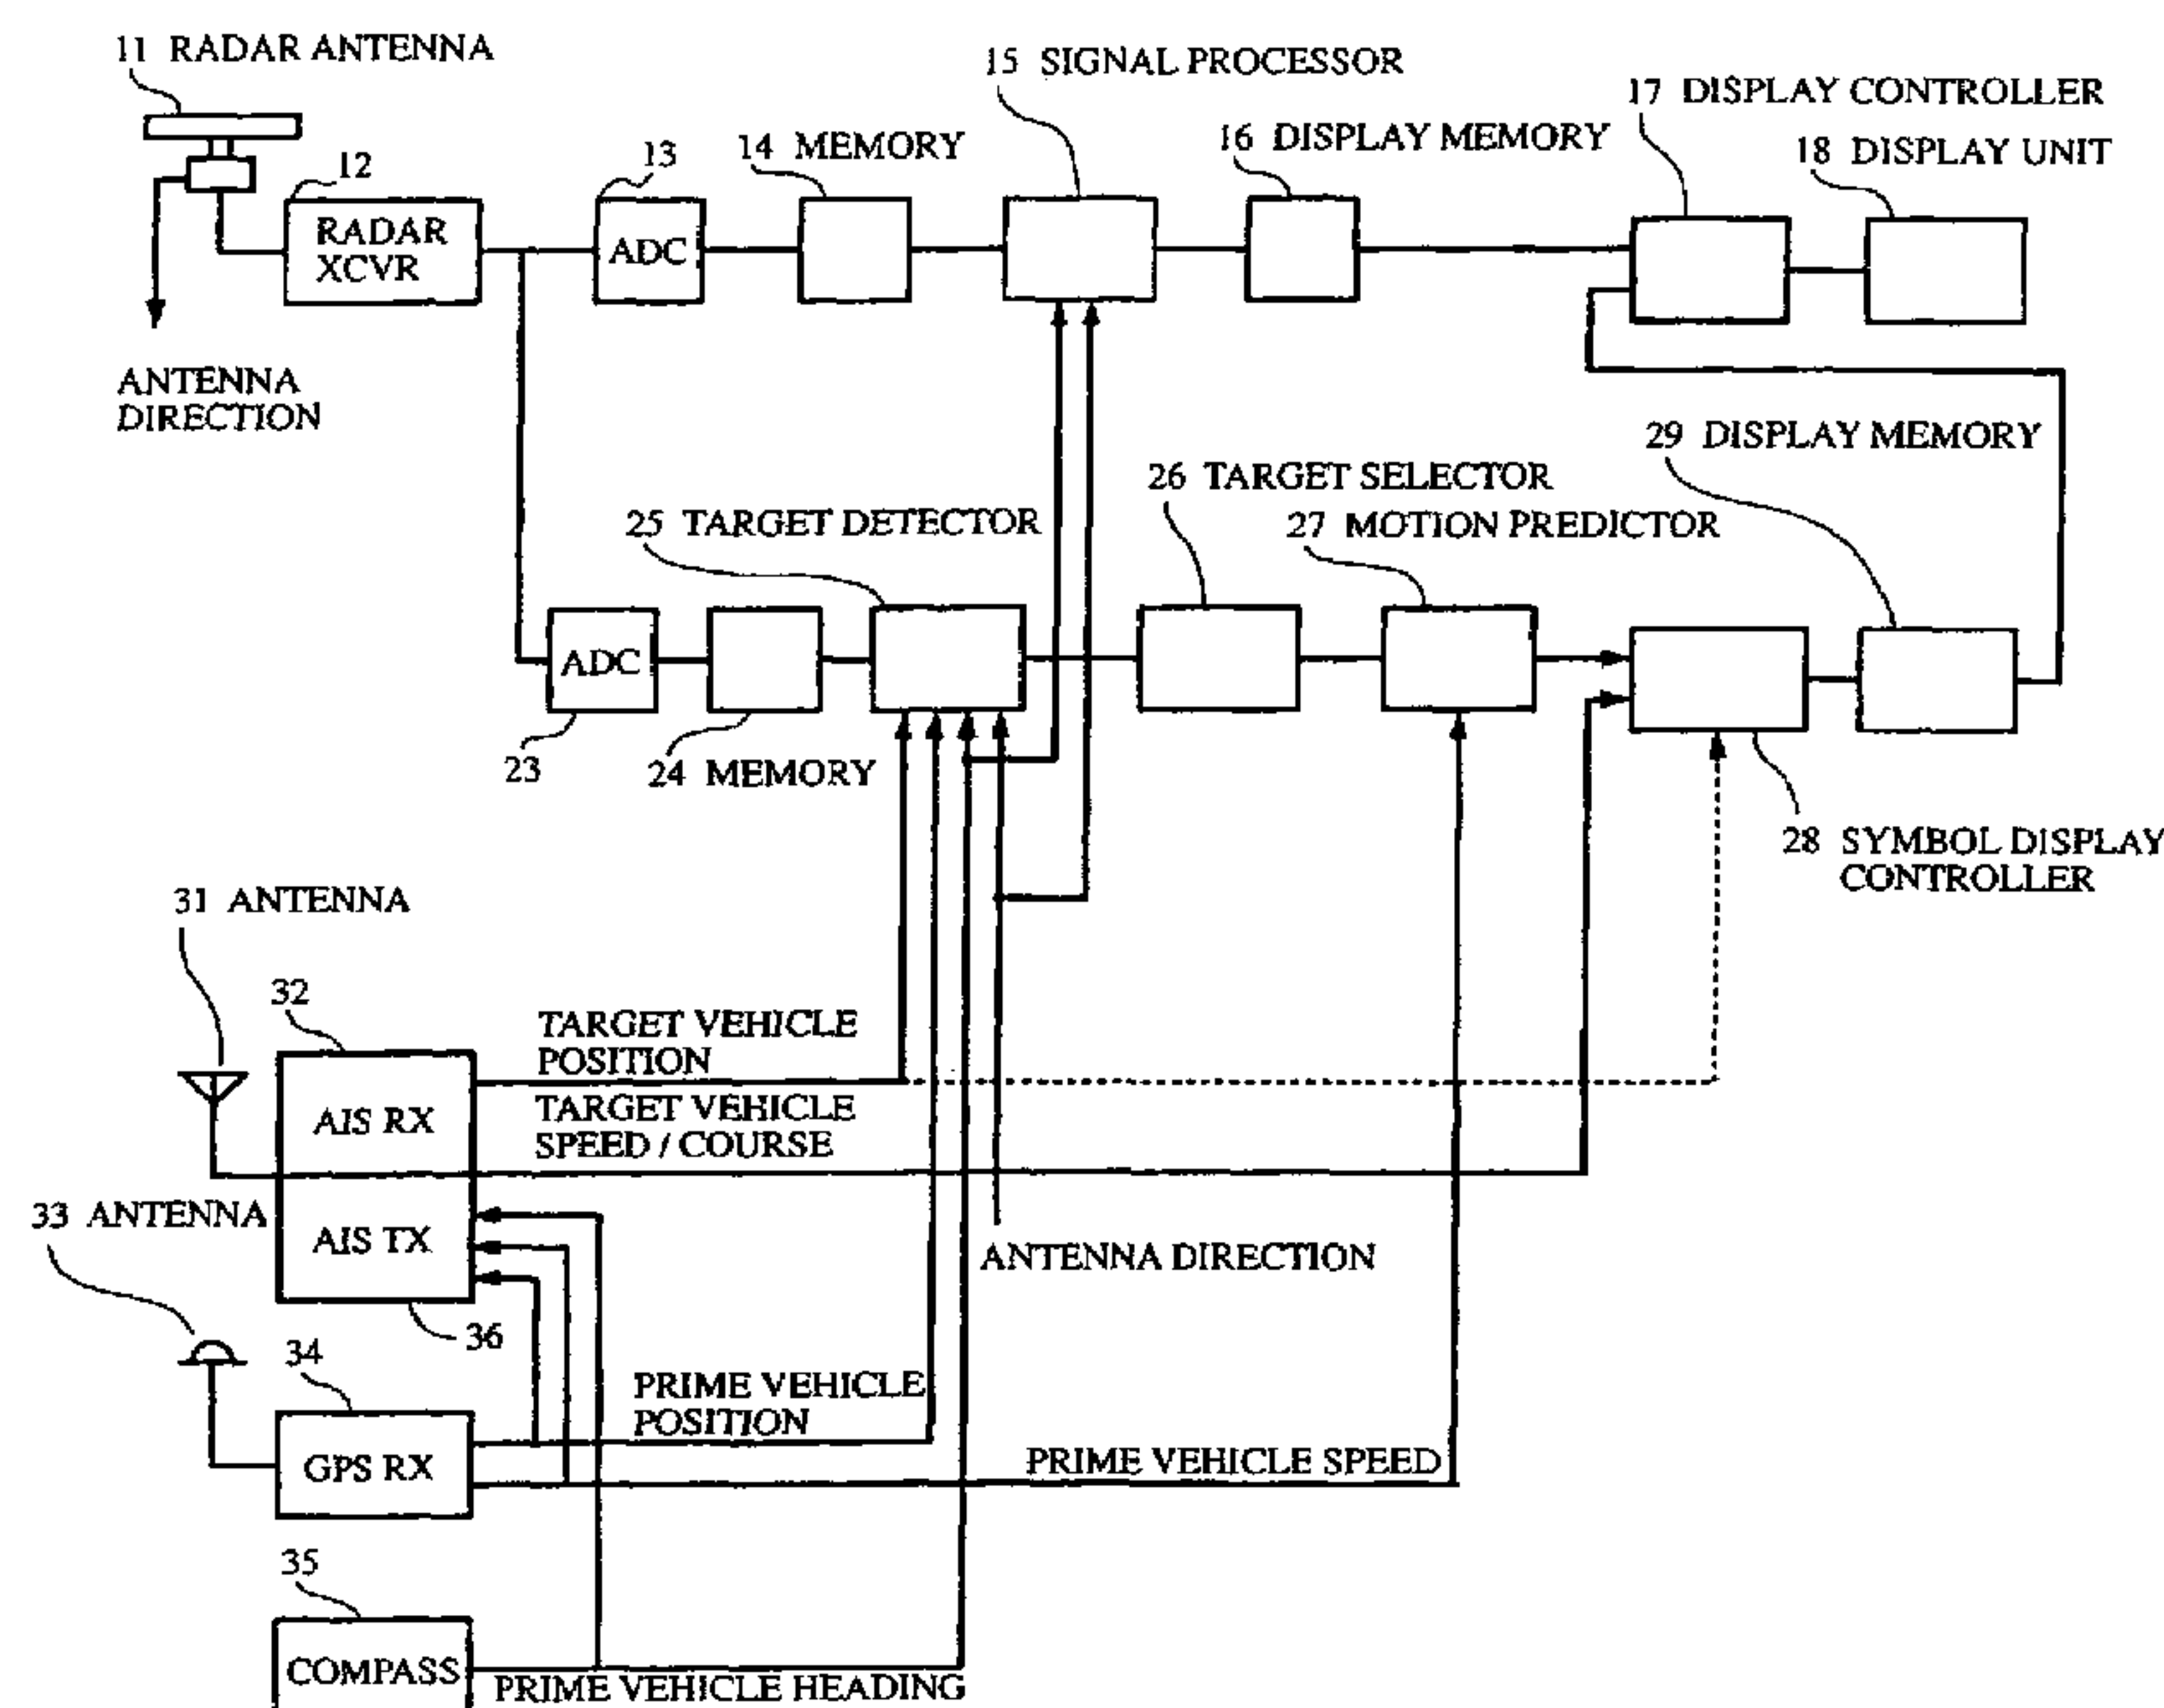 11 RADAR ANTENNA
15 SIGNAL PROCESSOR
17 DISPLAY CONTROLLER
16 DISPLAY MEMORY
18 DISPLAY UNIT
14 MEMORY
13
12
RADAR
XCVR
ADC
ANTENNA
DIRECTION
29 DISPLAY MEMORY
26 TARGET SELECTOR
25 TARGET DETECTOR
27 MOTION PREDICTOR
ADC
23
24 MEMORY
28 SYMBOL DISPLAY
CONTROLLER
31 ANTENNA
32
TARGET VEHICLE
POSITION
AIS RX
TARGET VEHICLE
SPEED / COURSE
33 ANTENNA
AIS TX
ANTENNA DIRECTION
36
34
PRIME VEHICLE
POSITION
GPS RX
PRIME VEHICLE SPEED
35
COMPASS
PRIME VEHICLE HEADING